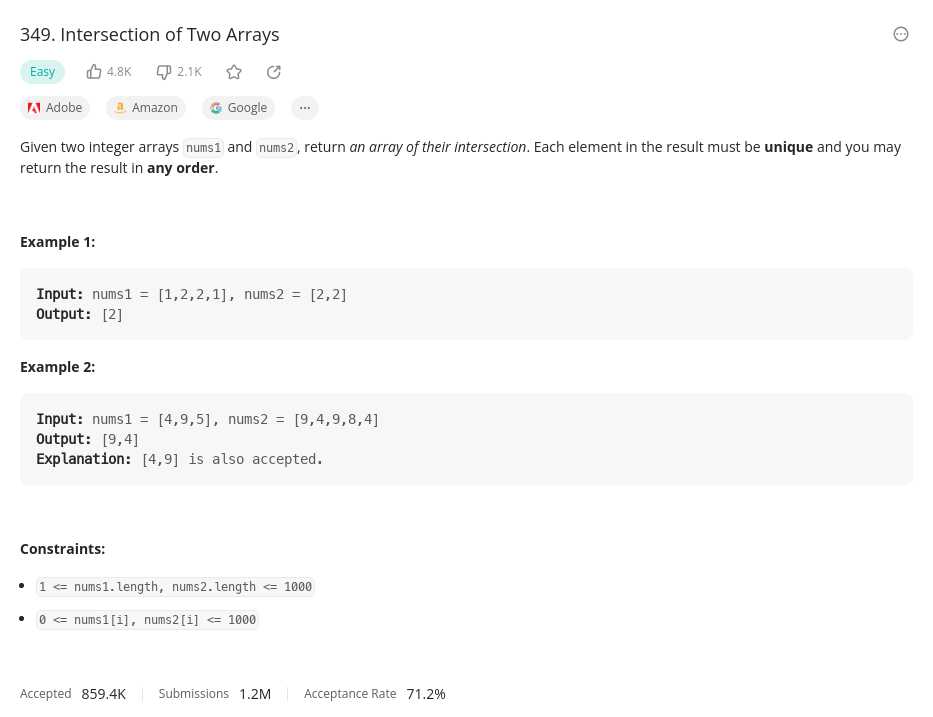 349. Intersection of Two Arrays
Easy 4.8K 2.1K
Adobe Amazon Google ...
Given two integer arrays nums1 and nums2, return an array of their intersection. Each element in the result must be unique and you may
return the result in any order.
Example 1:
Input: nums1 = [1,2,2,1], nums2 = [2,2]
Output: [2]
Example 2:
Input: nums1 = [4,9,5], nums2 = [9,4,9,8,4]
Output: [9,4]
Explanation: [4,9] is also accepted.
Constraints:
• 1 <= nums1.length, nums2.length <= 1000
• 0 <= nums1[i], nums2[i] <= 1000
Accepted 859.4K Submissions 1.2M Acceptance Rate 71.2%